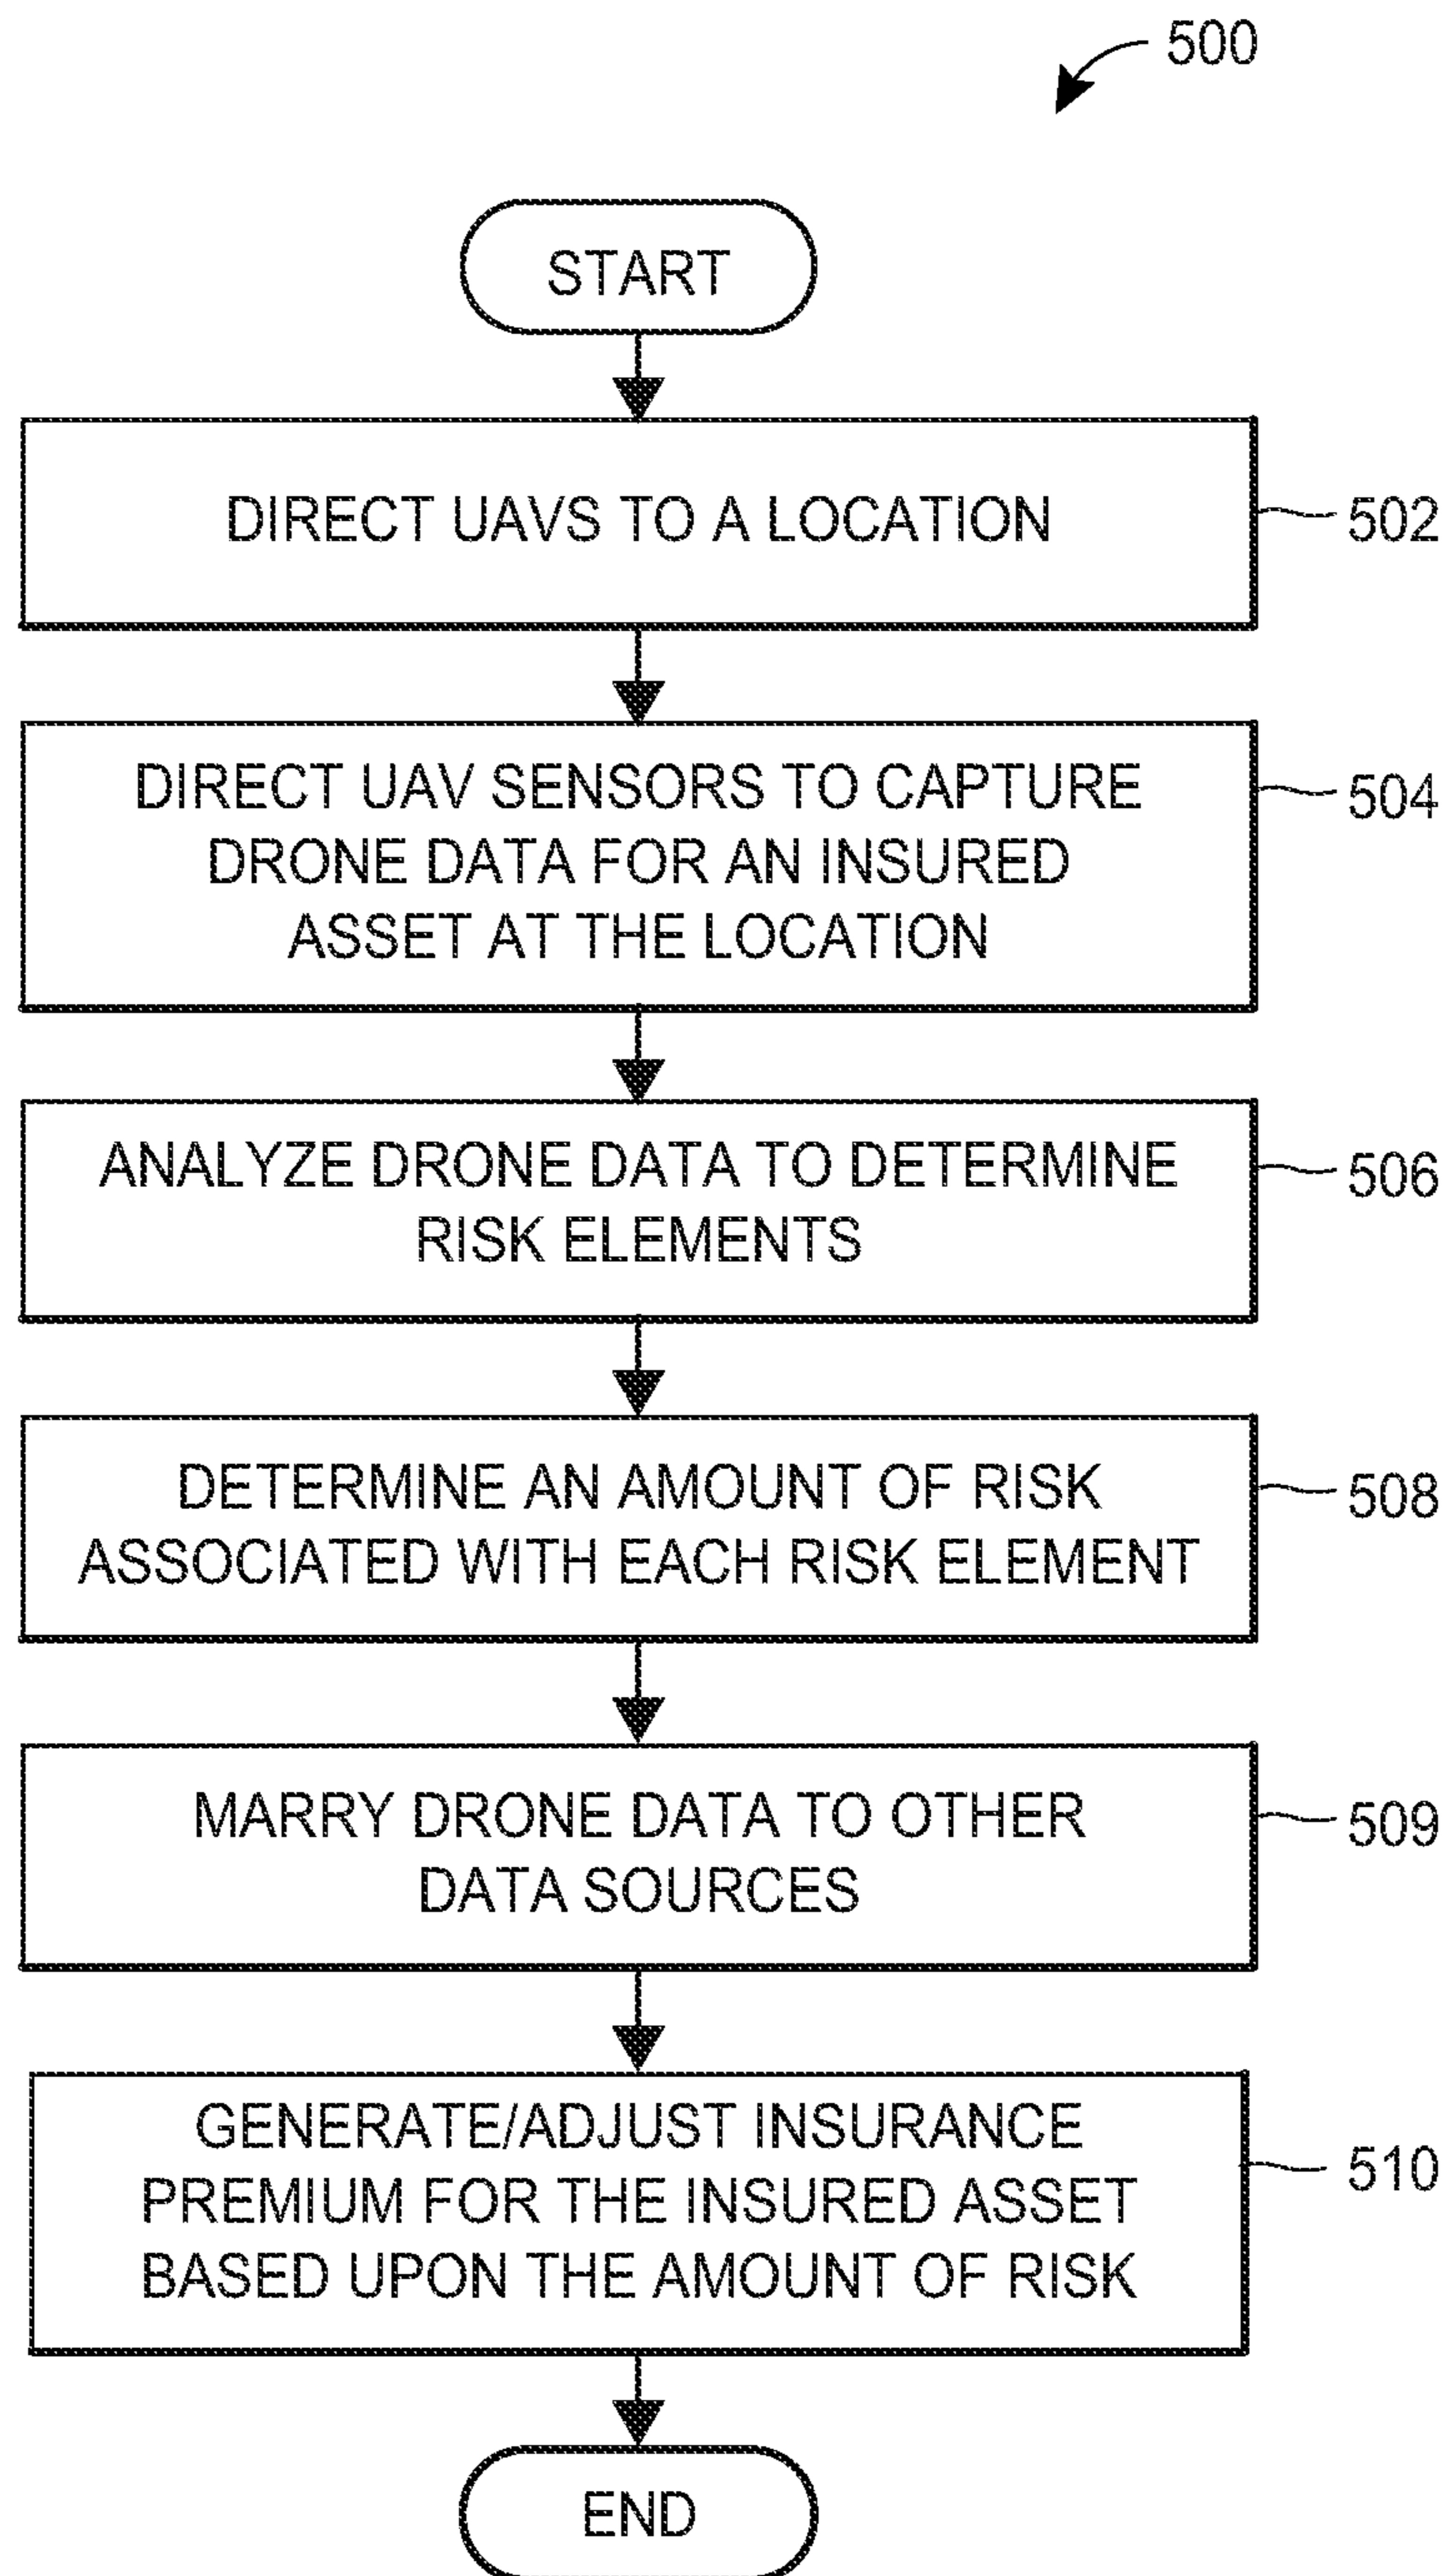 500
START
DIRECT UAVS TO A LOCATION
502
DIRECT UAV SENSORS TO CAPTURE
DRONE DATA FOR AN INSURED
ASSET AT THE LOCATION
504
ANALYZE DRONE DATA TO DETERMINE
RISK ELEMENTS
506
DETERMINE AN AMOUNT OF RISK
ASSOCIATED WITH EACH RISK ELEMENT
508
MARRY DRONE DATA TO OTHER
DATA SOURCES
509
GENERATE/ADJUST INSURANCE
PREMIUM FOR THE INSURED ASSET
BASED UPON THE AMOUNT OF RISK
510
END